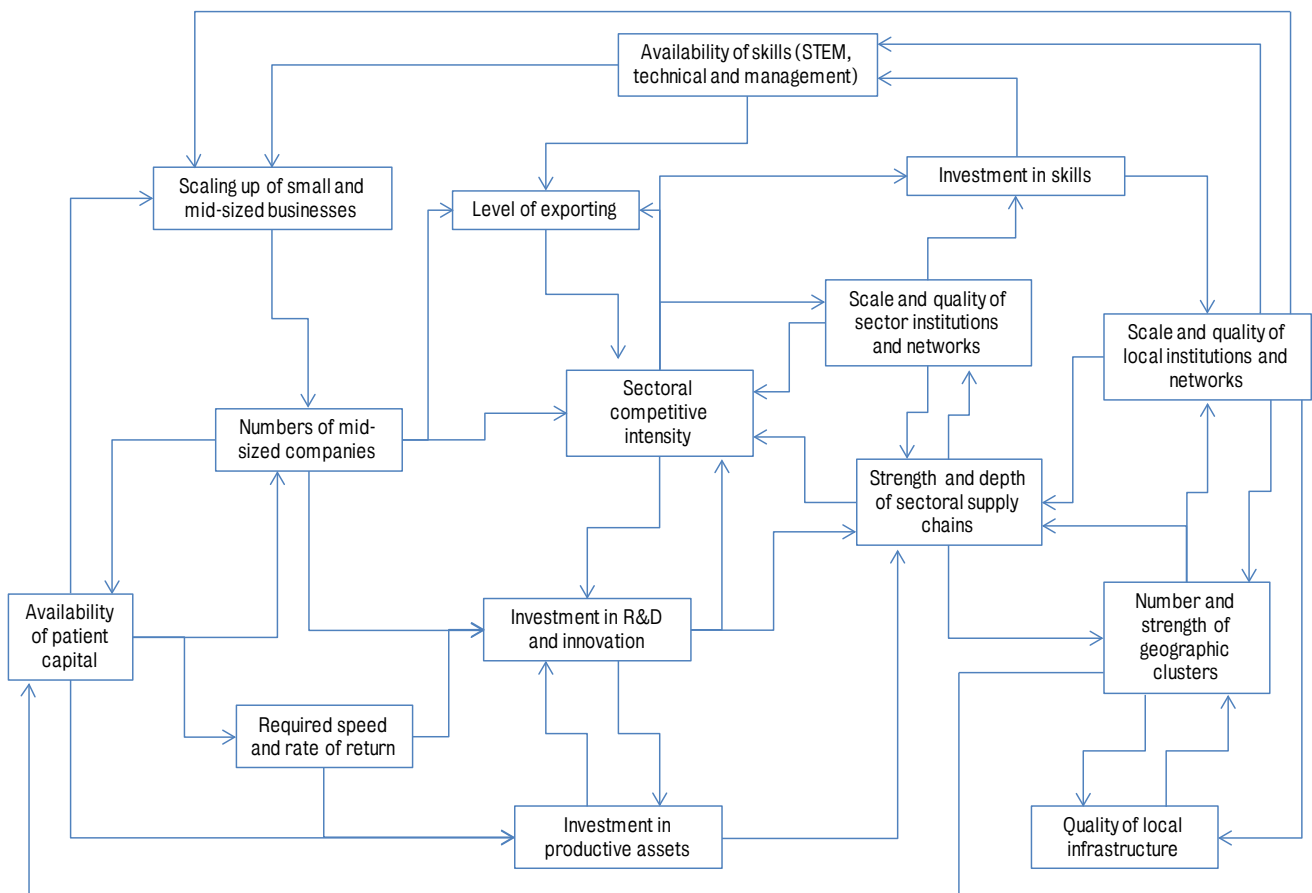 Availability of skills (STEM,
technical and management)
Scaling up of small and
mid-sized businesses
Level of exporting
Investment in skills
Scale and quality of
sector institutions
and networks
Scale and quality of
local institutions and
networks
Sectoral
competitive
intensity
Numbers of mid-
sized companies
Strength and depth
of sectoral supply
chains
Availability
of patient
capital
Investment in R&D
and innovation
Number and
strength of
geographic
clusters
Required speed
and rate of return
Investment in
productive assets
Quality of local
infrastructure